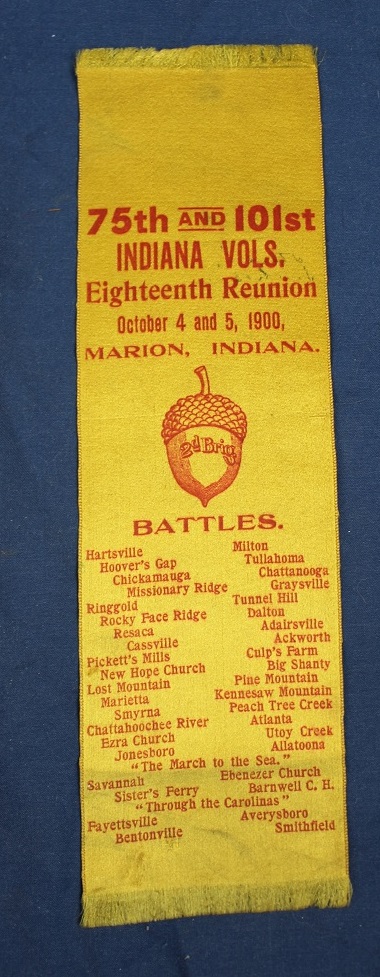 75th AND 101st
INDIANA VOLS.
Eighteenth Reunion
October 4 and 5, 1900,
MARION, INDIANA.
2d Brig
BATTLES.
Hartsville Milton
Hoover's Gap Tullahoma
Chickamauga Chattanooga
Missionary Ridge Graysville
Ringgold Tunnel Hill
Rocky Face Ridge Dalton
Resaca Adairsville
Cassville Ackworth
Pickett's Mills Culp's Farm
New Hope Church Big Shanty
Lost Mountain Pine Mountain
Marietta Kennesaw Mountain
Smyrna Peach Tree Creek
Chattahoochee River Atlanta
Ezra Church Utoy Creek
Jonesboro Allatoona
"The March to the Sea."
Savannah Ebenezer Church
Sister's Ferry Barnwell C. H.
"Through the Carolinas"
Fayettsville Averysboro
Bentonville Smithfield